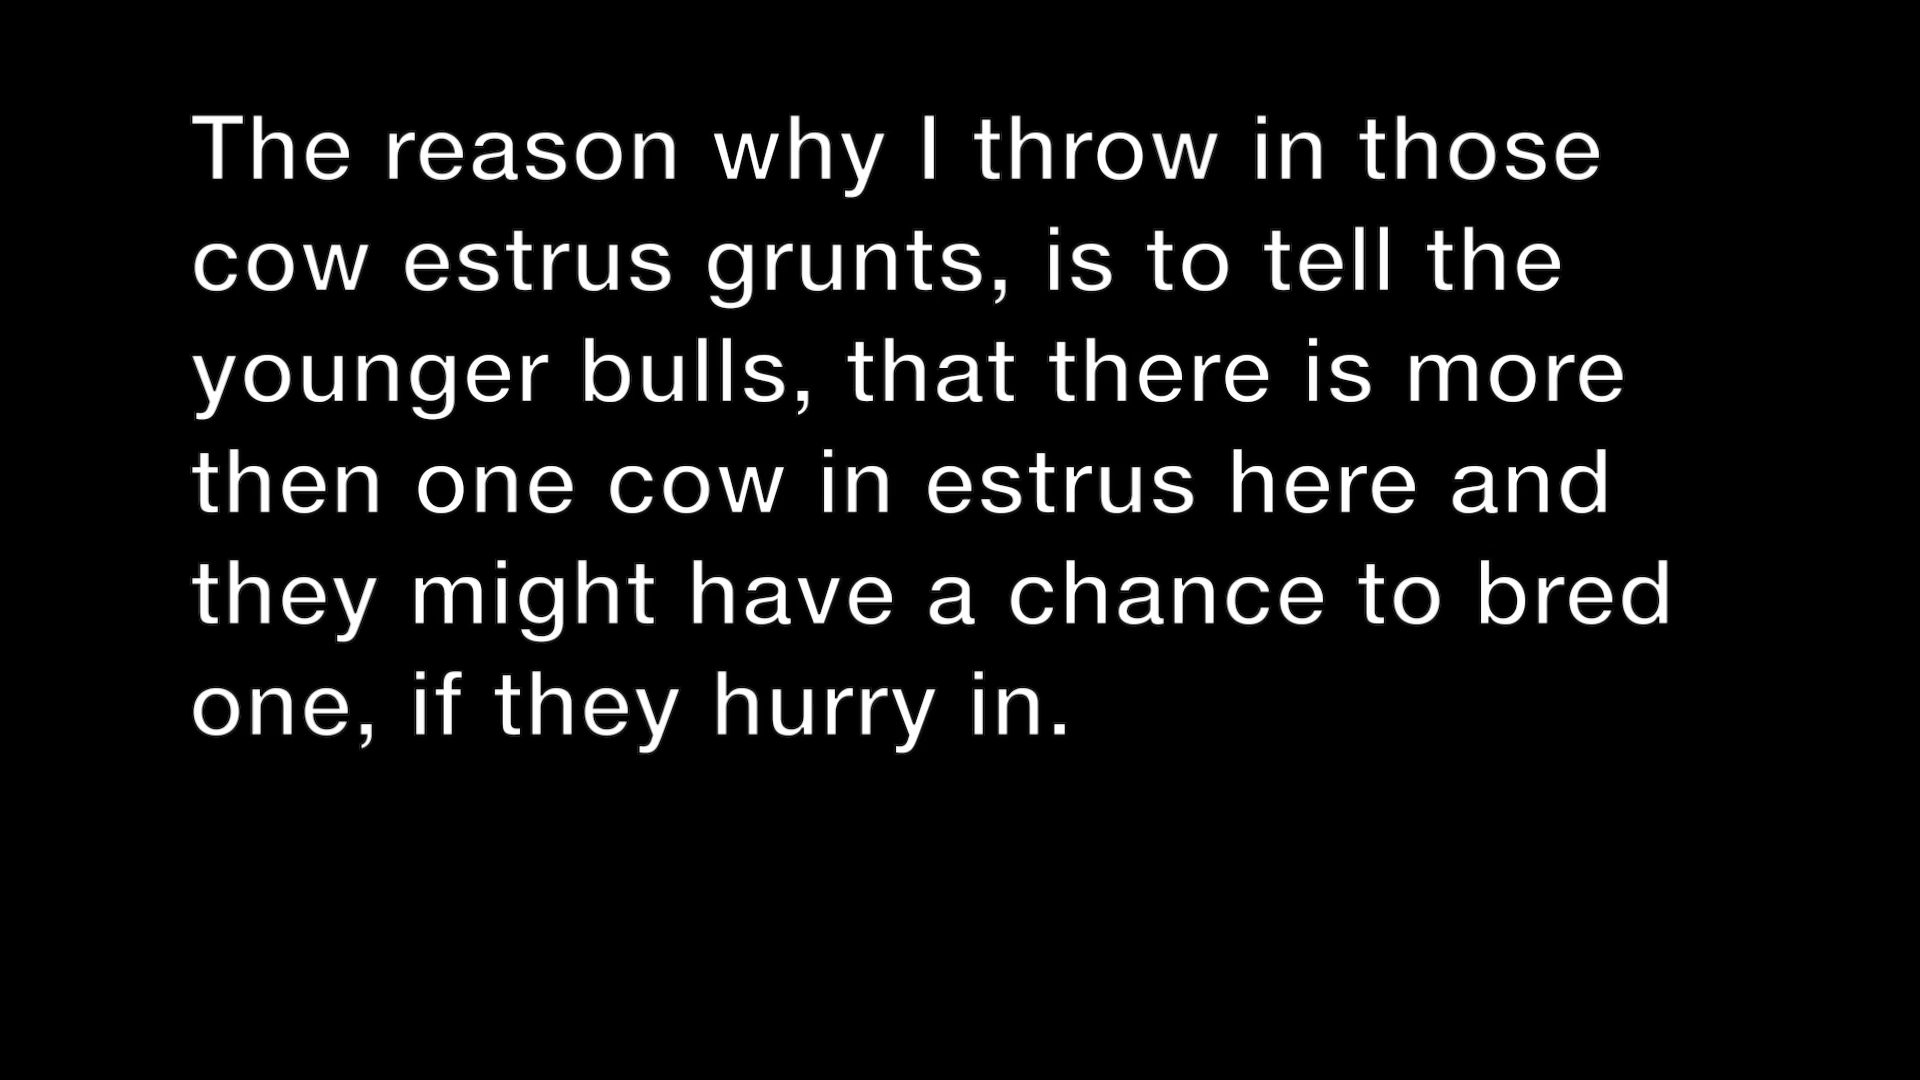 The reason why I throw in those
cow estrus grunts, is to tell the
younger bulls, that there is more
then one cow in estrus here and
they might have a chance to bred
one, if they hurry in.